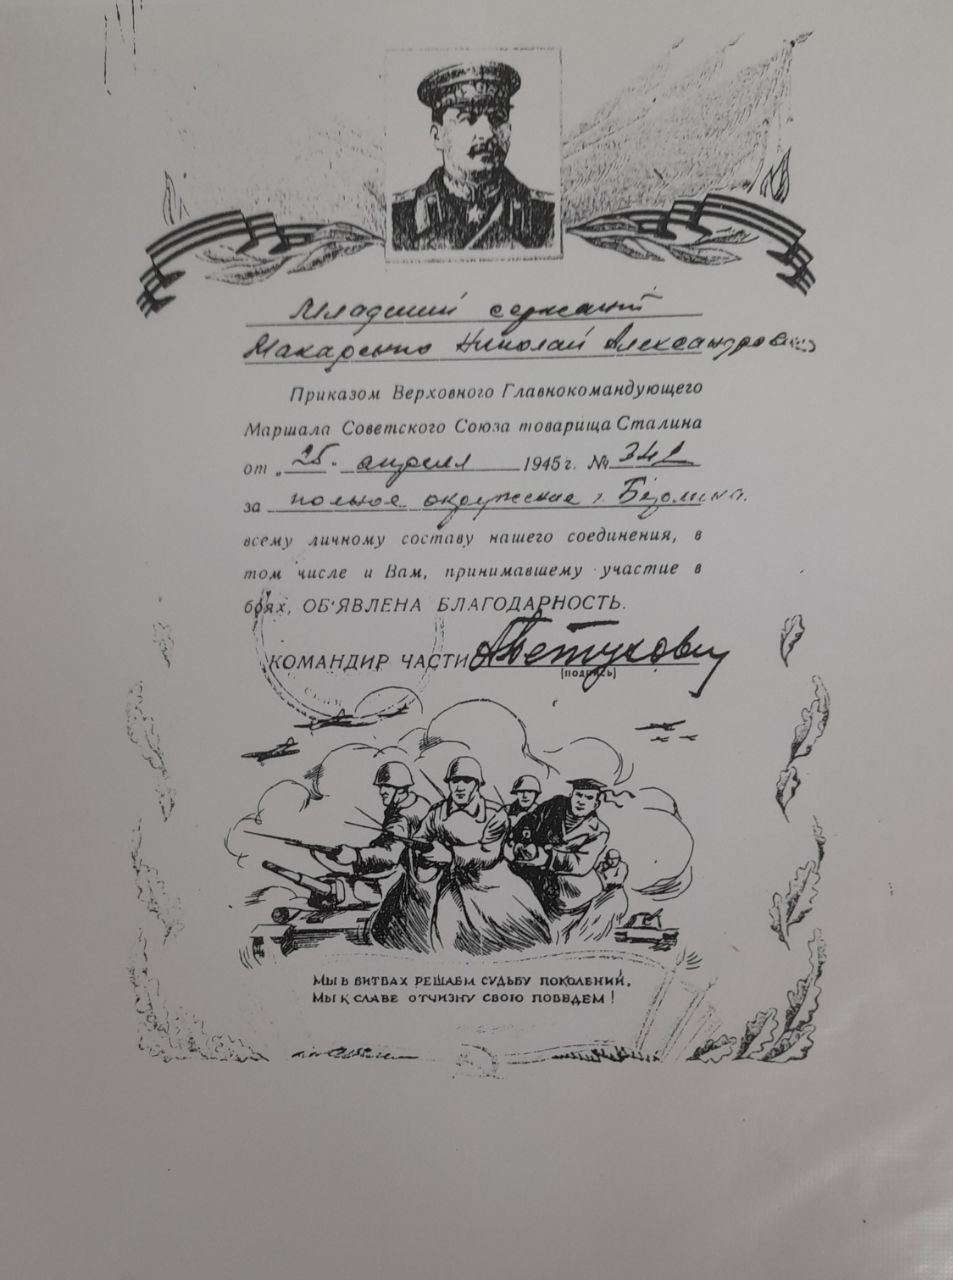 Младший сержант
Макаренко Николай Александрович
Приказом Верховного Главнокомандующего
Маршала Советского Союза товарища Сталина
от „25. апреля 1945 г. № 341
за полное окружение г. Берлина.
всему личному составу нашего соединения, в
том числе и Вам, принимавшему участие в
боях, ОБ'ЯВЛЕНА БЛАГОДАРНОСТЬ.
КОМАНДИР ЧАСТИ
(подпись)
Мы в битвах решаем судьбу поколений,
Мы к славе отчизну свою поведем!